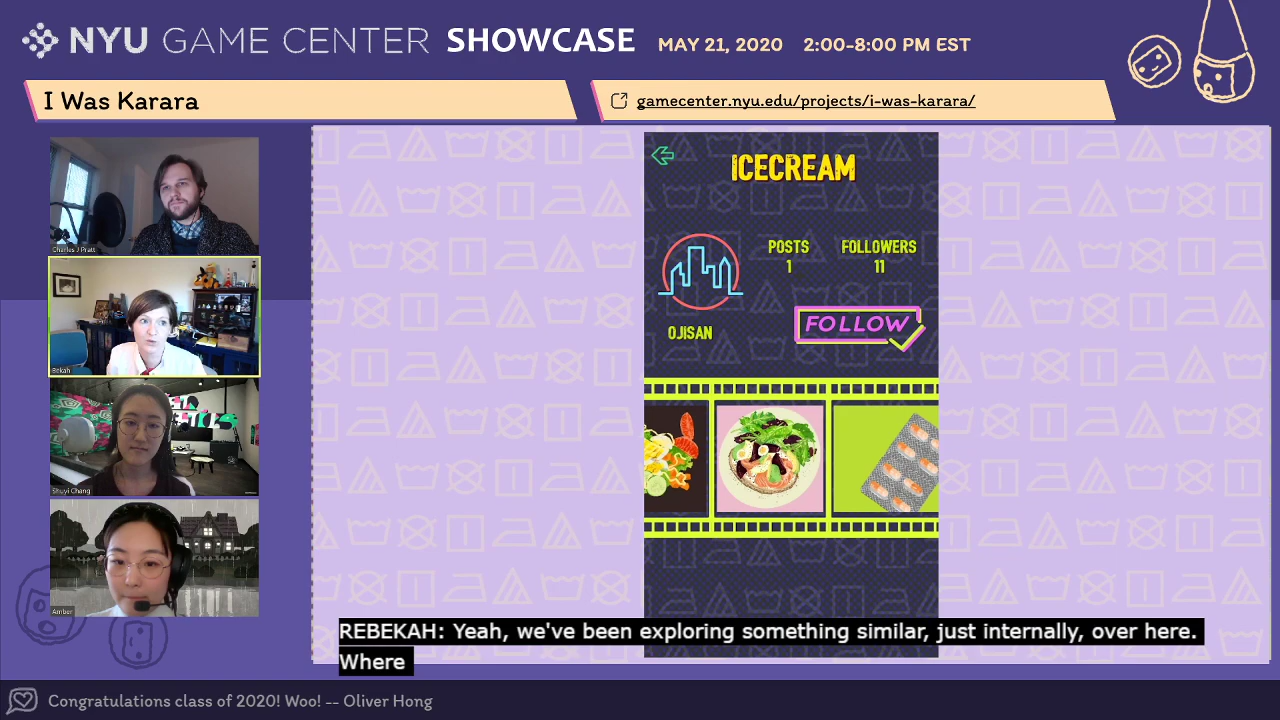 NYU GAME CENTER SHOWCASE MAY 21, 2020 2:00-8:00 PM EST
I Was Karara
gamecenter.nyu.edu/projects/i-was-karara/
Charles J Pratt
Bekah
Shuyi Chang
Amber
ICECREAM
POSTS FOLLOWERS
1 11
OJISAN
FOLLOW
REBEKAH: Yeah, we've been exploring something similar, just internally, over here.
Where
Congratulations class of 2020! Woo! -- Oliver Hong